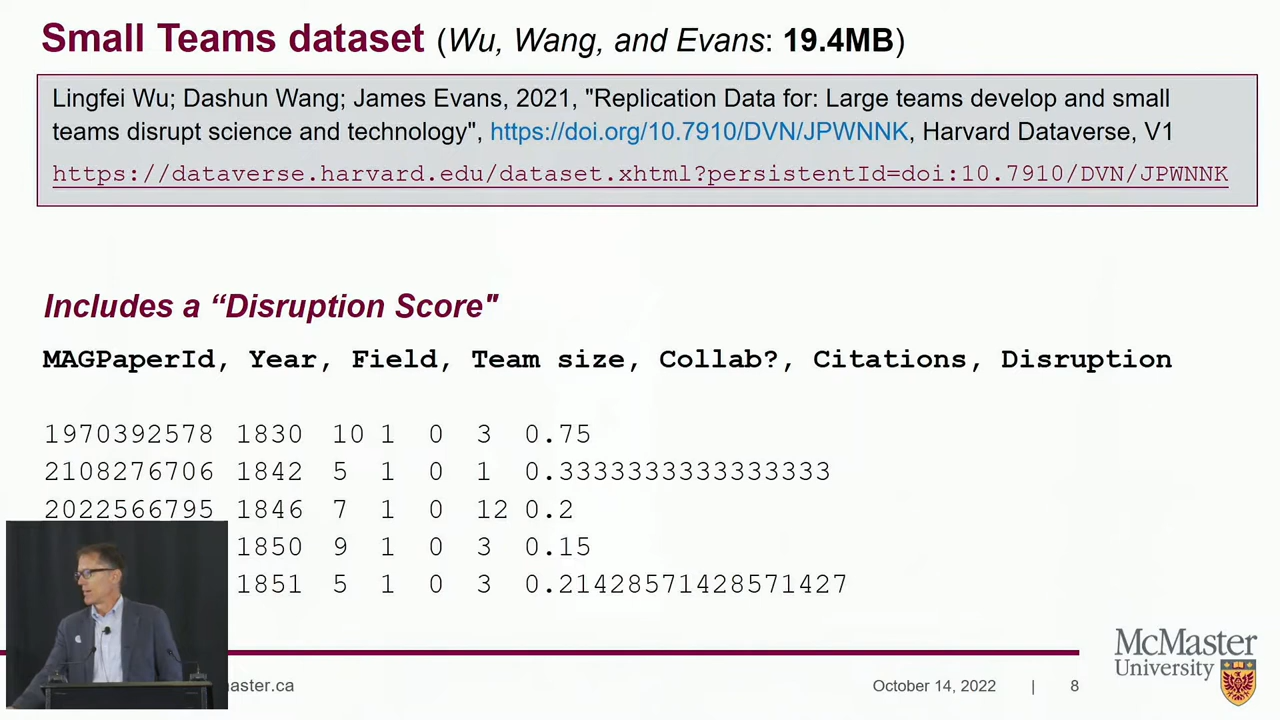 Small Teams dataset (Wu, Wang, and Evans: 19.4MB)
Lingfei Wu; Dashun Wang; James Evans, 2021, "Replication Data for: Large teams develop and small
teams disrupt science and technology", https://doi.org/10.7910/DVN/JPWNNK, Harvard Dataverse, V1
https://dataverse.harvard.edu/dataset.xhtml?persistentId=doi:10.7910/DVN/JPWNNK
Includes a “Disruption Score"
MAGPaperId, Year, Field, Team size, Collab?, Citations, Disruption
1970392578 1830 10 1 0 3 0.75
2108276706 1842 5 1 0 1 0.3333333333333333
2022566795 1846 7 1 0 12 0.2
1850 9 1 0 3 0.15
1851 5 1 0 3 0.21428571428571427
McMaster
University
aster.ca
October 14, 2022 | 8